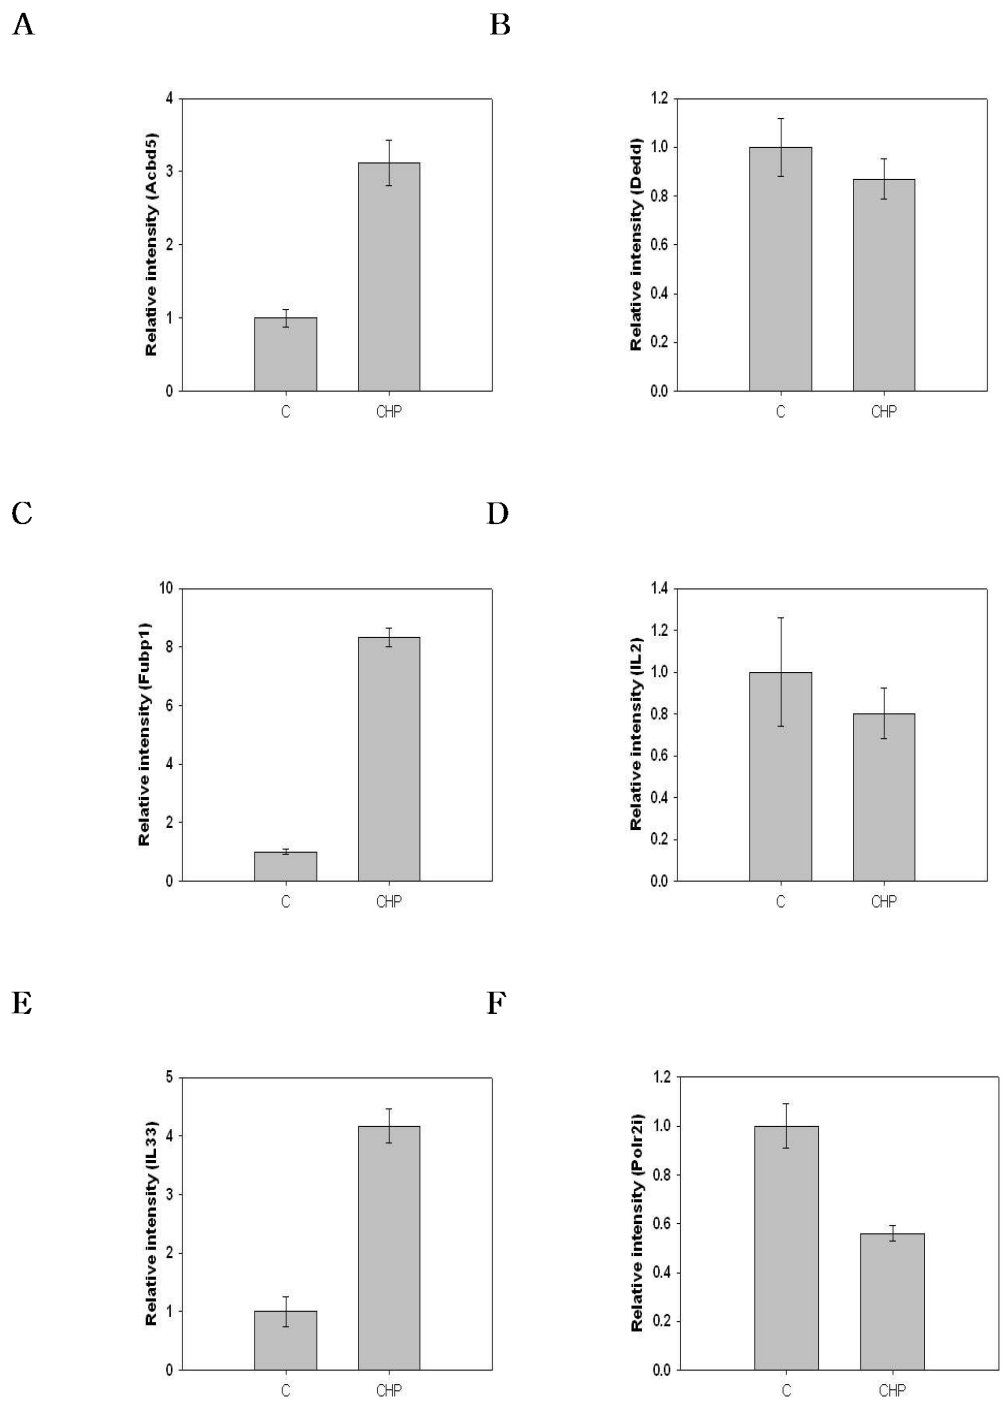 A
B
Relative intensity (Acbd5)
4
3
2
1
0
C
CHP
Relative intensity (Dedd)
1.2
1.0
0.8
0.6
0.4
0.2
0.0
C
CHP
C
D
Relative intensity (Fubp1)
10
8
6
4
2
0
C
CHP
Relative intensity (IL2)
1.4
1.2
1.0
0.8
0.6
0.4
0.2
0.0
C
CHP
E
F
Relative intensity (IL33)
5
4
3
2
1
0
C
CHP
Relative intensity (Polr2i)
1.2
1.0
0.8
0.6
0.4
0.2
0.0
C
CHP